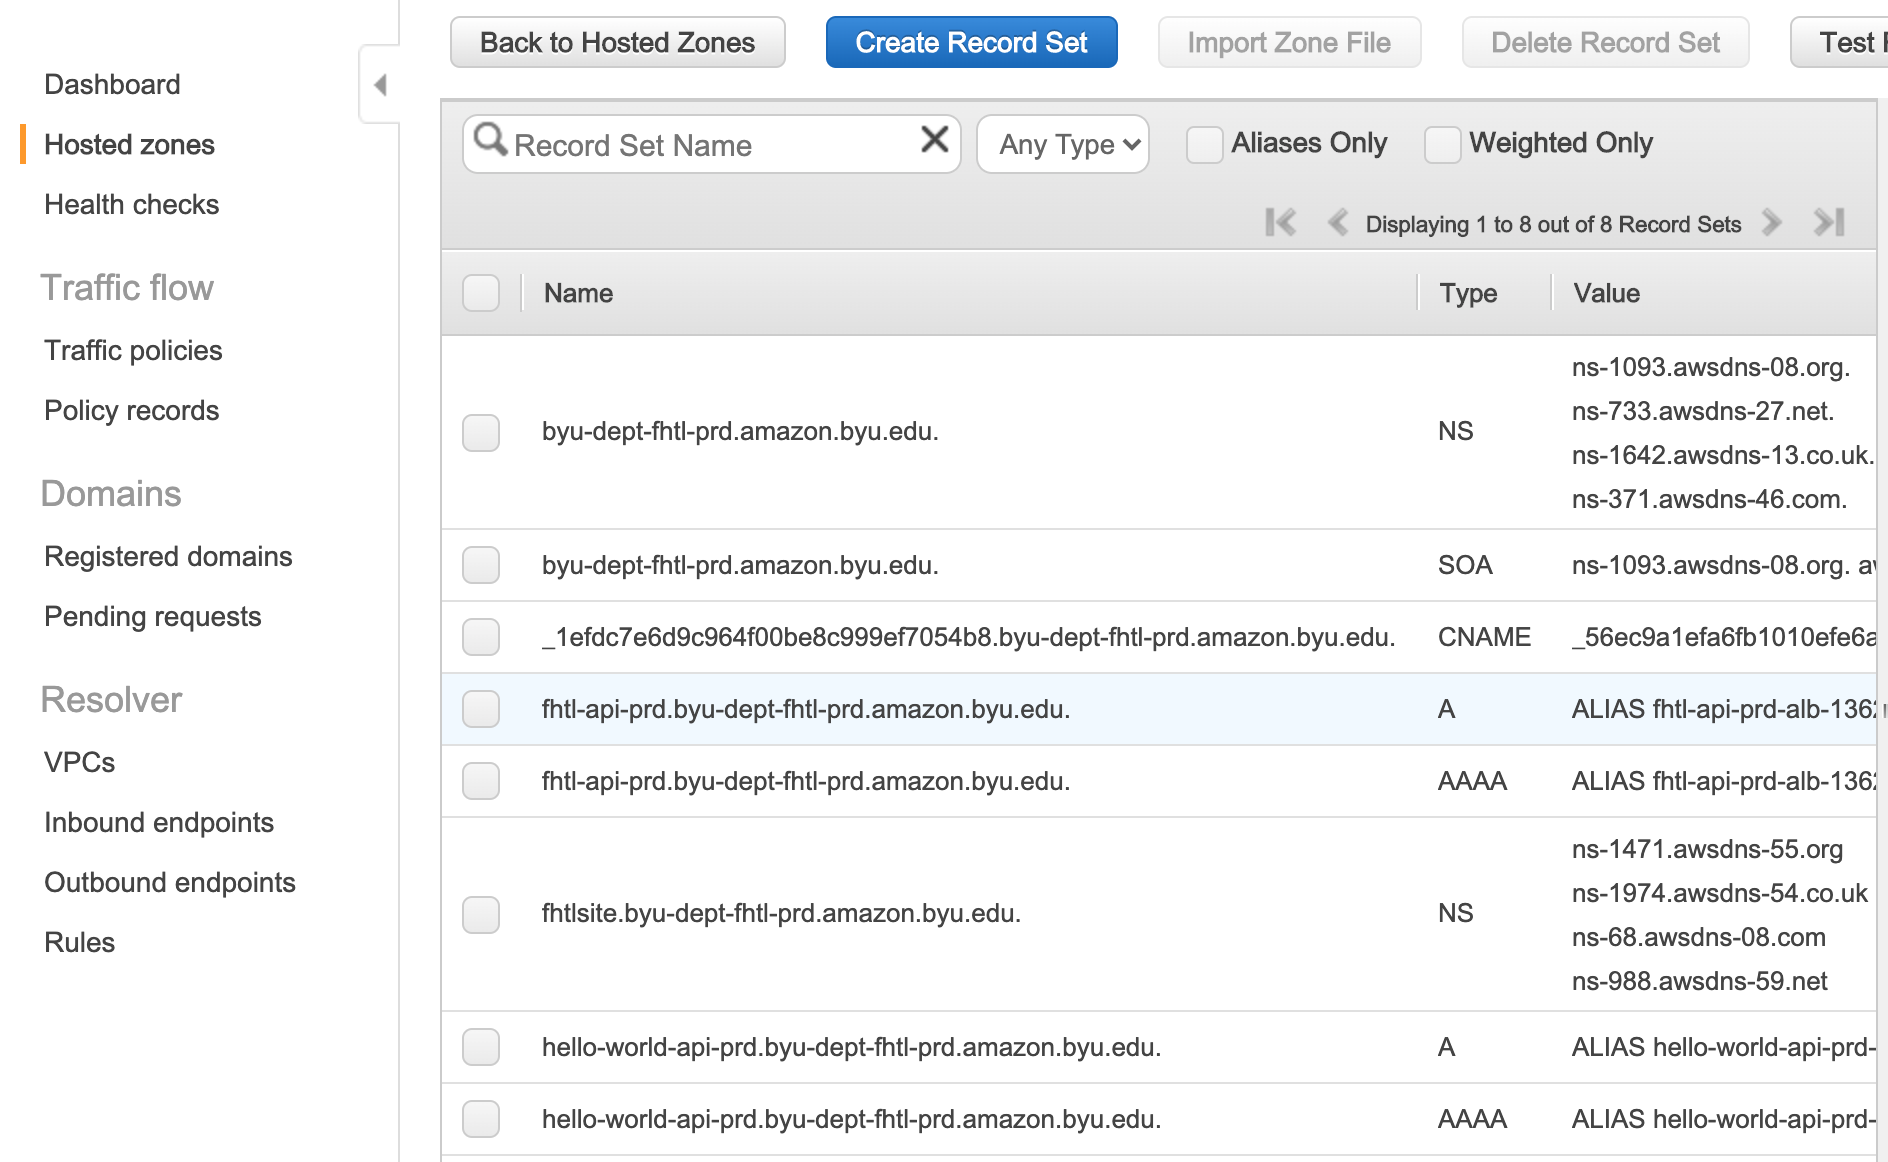 Back to Hosted Zones
Create Record Set
Import Zone File
Delete Record Set
Test
Dashboard
Hosted zones
Health checks
Traffic flow
Traffic policies
Policy records
Domains
Registered domains
Pending requests
Resolver
VPCs
Inbound endpoints
Outbound endpoints
Rules
Record Set Name
Any Type
Aliases Only
Weighted Only
Displaying 1 to 8 out of 8 Record Sets
Name Type Value
byu-dept-fhtl-prd.amazon.byu.edu. NS
ns-1093.awsdns-08.org.
ns-733.awsdns-27.net.
ns-1642.awsdns-13.co.uk.
ns-371.awsdns-46.com.
byu-dept-fhtl-prd.amazon.byu.edu. SOA ns-1093.awsdns-08.org.
_1efdc7e6d9c964f00be8c999ef7054b8.byu-dept-fhtl-prd.amazon.byu.edu. CNAME _56ec9a1efa6fb1010efe6a
fhtl-api-prd.byu-dept-fhtl-prd.amazon.byu.edu. A ALIAS fhtl-api-prd-alb-1362
fhtl-api-prd.byu-dept-fhtl-prd.amazon.byu.edu. AAAA ALIAS fhtl-api-prd-alb-1362
fhtlsite.byu-dept-fhtl-prd.amazon.byu.edu. NS
ns-1471.awsdns-55.org
ns-1974.awsdns-54.co.uk
ns-68.awsdns-08.com
ns-988.awsdns-59.net
hello-world-api-prd.byu-dept-fhtl-prd.amazon.byu.edu. A ALIAS hello-world-api-prd-
hello-world-api-prd.byu-dept-fhtl-prd.amazon.byu.edu. AAAA ALIAS hello-world-api-prd-